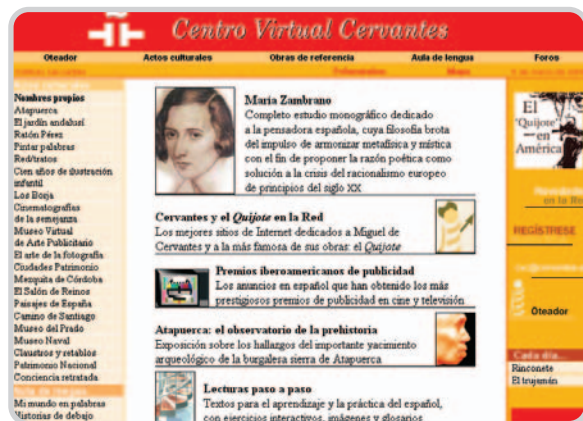 Centro Virtual Cervantes
Oteador Actos culturales Obras de referencia Aula de lengua Foros
Nombres propios
Atapuerca
El jardín andalusí
Ratón Pérez
Pintar palabras
Red/tratos
Cien años de ilustración
infantil
Los Borja
Cinematografías
de la semejanza
Museo Virtual
de Arte Publicitario
El arte de la fotografía
Ciudades Patrimonio
Mezquita de Córdoba
El Salón de Reinos
Paisajes de España
Camino de Santiago
Museo del Prado
Museo Naval
Claustros y retablos
Patrimonio Nacional
Conciencia retratada
Mi mundo en palabras
Historias de debajo
María Zambrano
Completo estudio monográfico dedicado
a la pensadora española, cuya filosofía brota
del impulso de armonizar metafísica y mística
con el fin de proponer la razón poética como
solución a la crisis del racionalismo europeo
de principios del siglo XX
Cervantes y el Quijote en la Red
Los mejores sitios de Internet dedicados a Miguel de
Cervantes y a la más famosa de sus obras: el Quijote
Premios iberoamericanos de publicidad
Los anuncios en español que han obtenido los más
prestigiosos premios de publicidad en cine y televisión
Atapuerca: el observatorio de la prehistoria
Exposición sobre los hallazgos del importante yacimiento
arqueológico de la burgalesa sierra de Atapuerca
Lecturas paso a paso
Textos para el aprendizaje y la práctica del español,
con ejercicios interactivos, imágenes y glosarios
El
"Quijote"
en
América
en la Re
REGÍSTRESE
Oteador
Cada día...
Rinconete
El trujamán